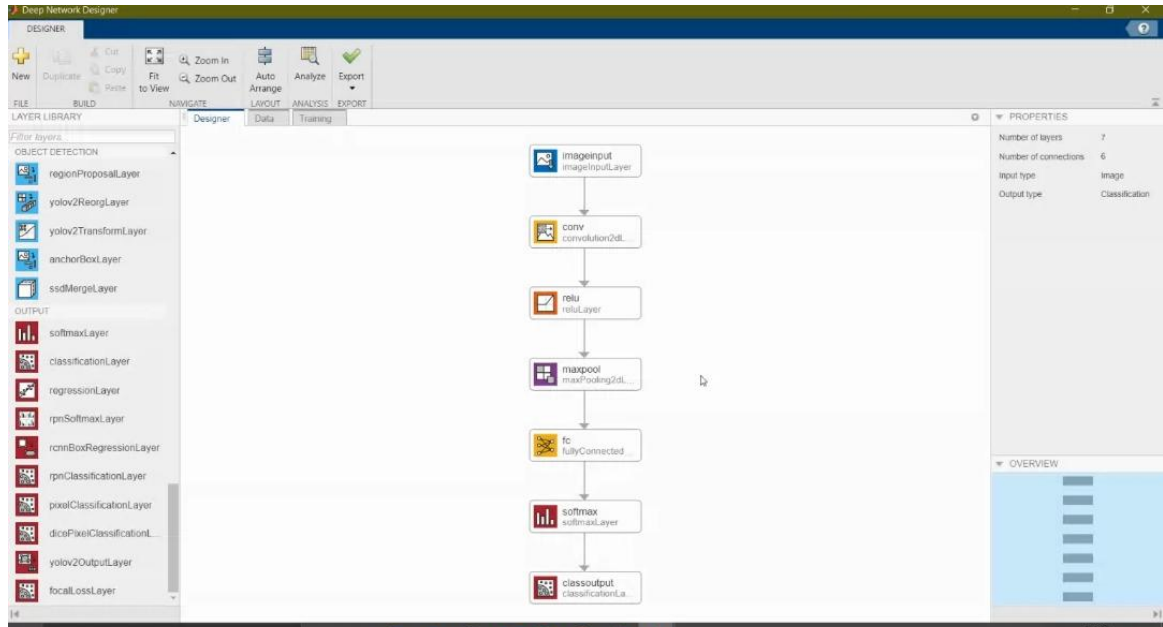 Deep Network Designer
DESIGNER
New
Duplicate
Cut
Copy
Paste
Fit
to View
Zoom In
Zoom Out
Auto
Arrange
Analyze
Export
FILE
BUILD
NAVIGATE
LAYOUT
ANALYSIS
EXPORT
LAYER LIBRARY
Designer
Data
Training
PROPERTIES
Filter layers...
OBJECT DETECTION
regionProposalLayer
yolov2ReorgLayer
yolov2TransformLayer
anchorBoxLayer
ssdMergeLayer
OUTPUT
softmaxLayer
classificationLayer
regressionLayer
rpnSoftmaxLayer
rcnnBoxRegressionLayer
rpnClassificationLayer
pixelClassificationLayer
dicePixelClassificationL...
yolov2OutputLayer
focalLossLayer
imageinput
imageInputLayer
conv
convolution2dL...
relu
reluLayer
maxpool
maxPooling2dL...
fc
fullyConnected...
softmax
softmaxLayer
classoutput
classificationLa...
Number of layers 7
Number of connections 6
Input type Image
Output type Classification
OVERVIEW